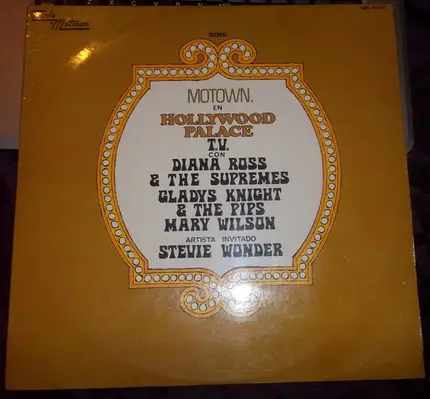 Tamla
Motown
MOTOWN.
EN
HOLLYWOOD
PALACE
T.V.
CON
DIANA ROSS
& THE SUPREMES
GLADYS KNIGHT
& THE PIPS
MARY WILSON
ARTISTA INVITADO
STEVIE WONDER